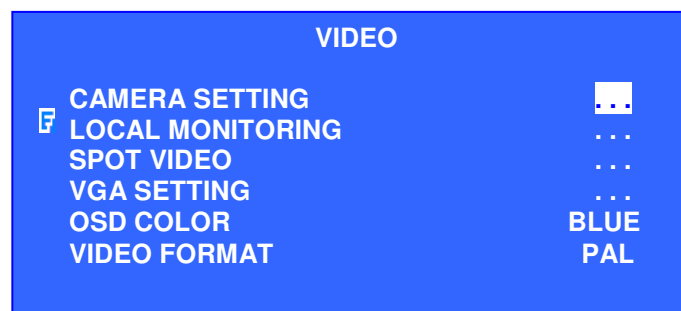 VIDEO
CAMERA SETTING ...
LOCAL MONITORING ...
SPOT VIDEO ...
VGA SETTING ...
OSD COLOR BLUE
VIDEO FORMAT PAL